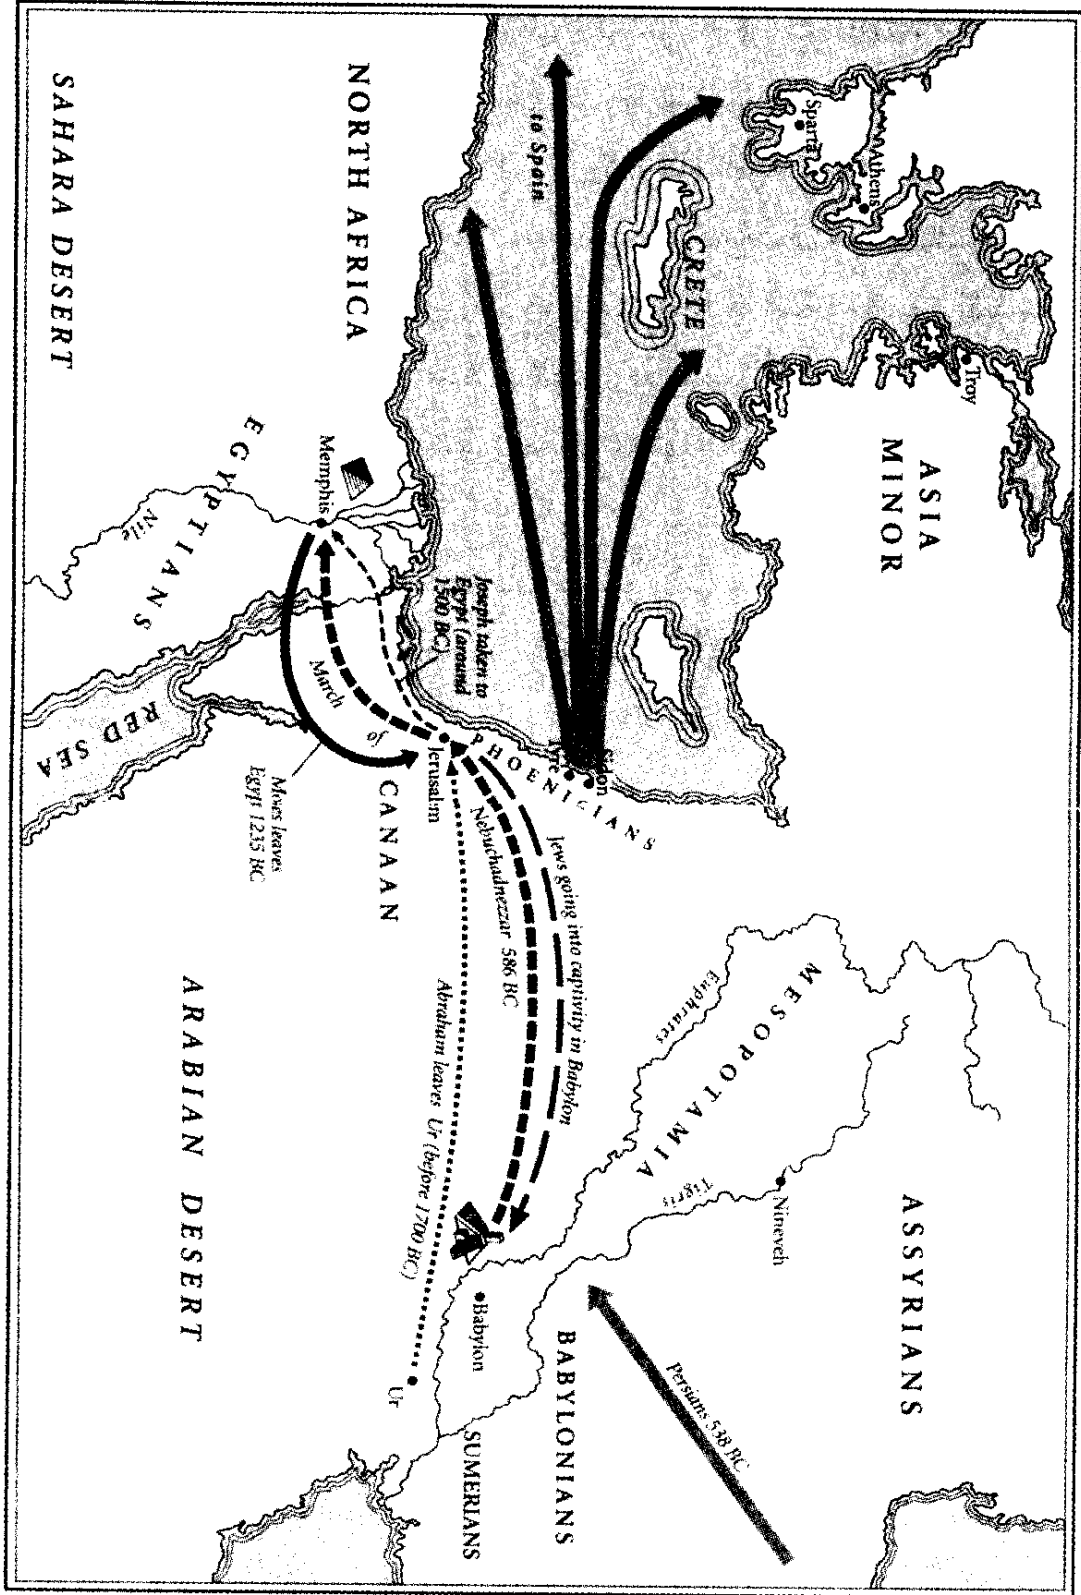 Sparta
Athens
Troy
CRETE
to Spain
ASIA
MINOR
NORTH AFRICA
SAHARA DESERT
EGYPTIANS
Memphis
Nile
RED SEA
Joseph taken to
Egypt (around
1500 BC)
PHOENICIANS
Sidon
Tyre
Jerusalem
CANAAN
March of
Nebuchadnezzar 586 BC
Moses leaves
Egypt 1235 BC
Jews going into captivity in Babylon
Abraham leaves Ur (before 1700 BC)
ARABIAN DESERT
MESOPOTAMIA
Euphrates
Tigris
Nineveh
ASSYRIANS
BABYLONIANS
Babylon
Ur
SUMERIANS
Persians 538 BC